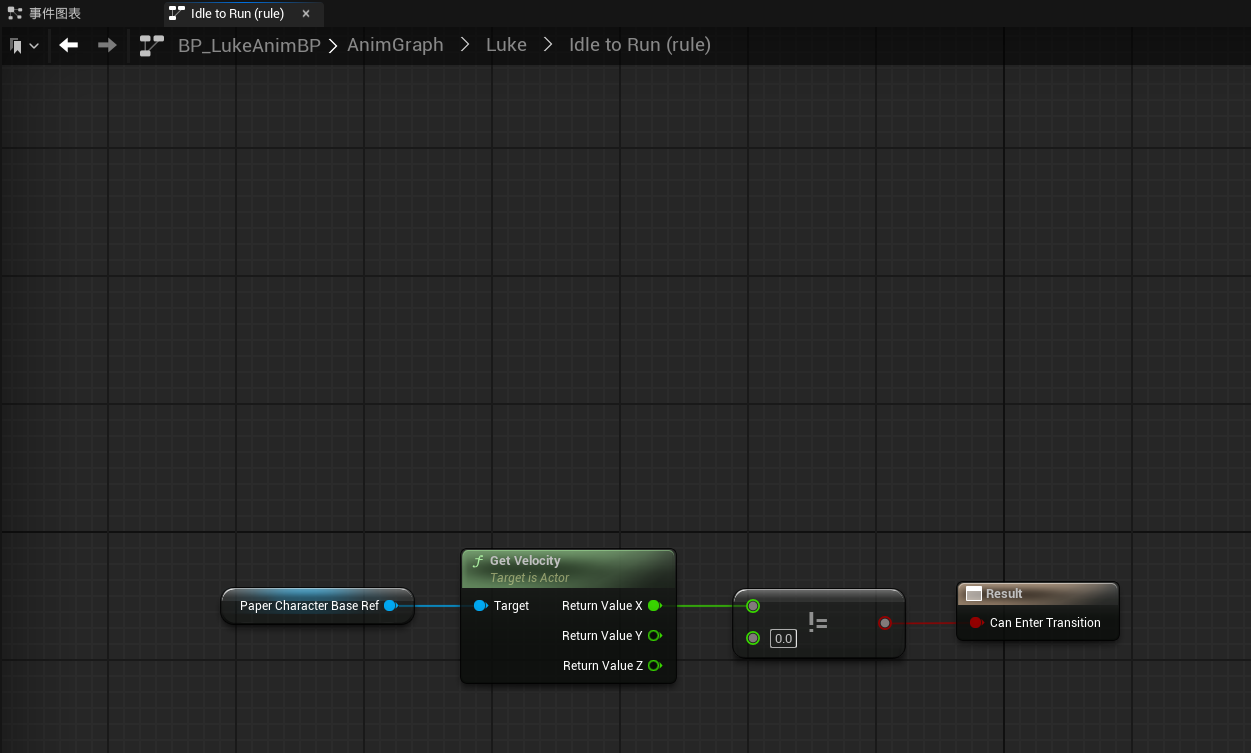 事件图表
Idle to Run (rule)
BP_LukeAnimBP > AnimGraph > Luke > Idle to Run (rule)
Get Velocity
Target is Actor
Paper Character Base Ref
Target
Return Value X
Return Value Y
Return Value Z
!=
0.0
Result
Can Enter Transition